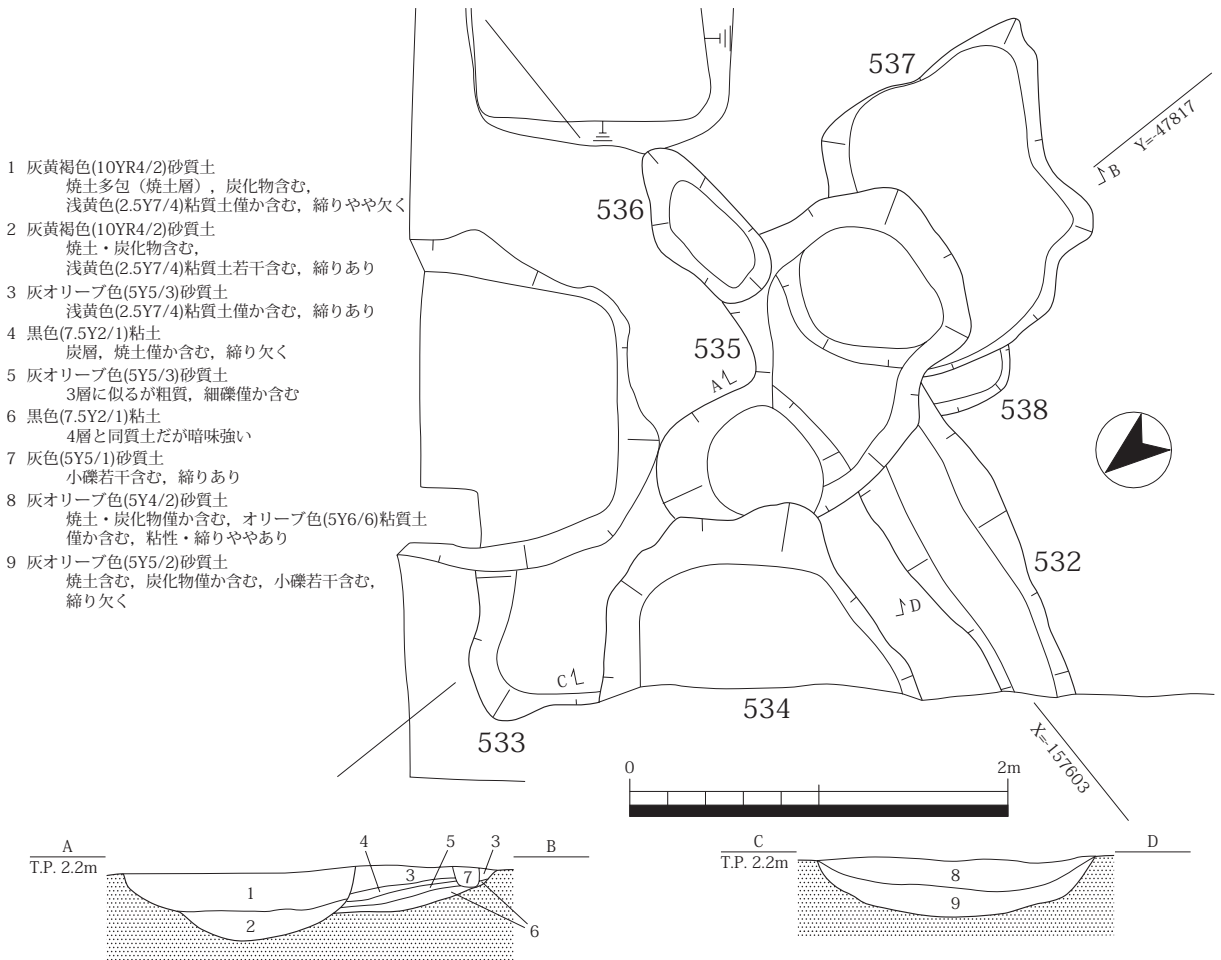 537
Y=-47817
B
1 灰黄褐色(10YR4/2)砂質土
焼土多包（焼土層），炭化物含む，
浅黄色(2.5Y7/4)粘質土僅か含む，締りやや欠く
2 灰黄褐色(10YR4/2)砂質土
焼土・炭化物含む，
浅黄色(2.5Y7/4)粘質土若干含む，締りあり
3 灰オリーブ色(5Y5/3)砂質土
浅黄色(2.5Y7/4)粘質土僅か含む，締りあり
4 黒色(7.5Y2/1)粘土
炭層，焼土僅か含む，締り欠く
5 灰オリーブ色(5Y5/3)砂質土
3層に似るが粗質，細礫僅か含む
6 黒色(7.5Y2/1)粘土
4層と同質土だが暗味強い
7 灰色(5Y5/1)砂質土
小礫若干含む，締りあり
8 灰オリーブ色(5Y4/2)砂質土
焼土・炭化物僅か含む，オリーブ色(5Y6/6)粘質土
僅か含む，粘性・締りややあり
9 灰オリーブ色(5Y5/2)砂質土
焼土含む，炭化物僅か含む，小礫若干含む，
締り欠く
536
535
A
538
532
D
C
534
533
X=-157603
0 2m
A
T.P. 2.2m
4 5 3
B
1
3
7
2
6
C
T.P. 2.2m
D
8
9